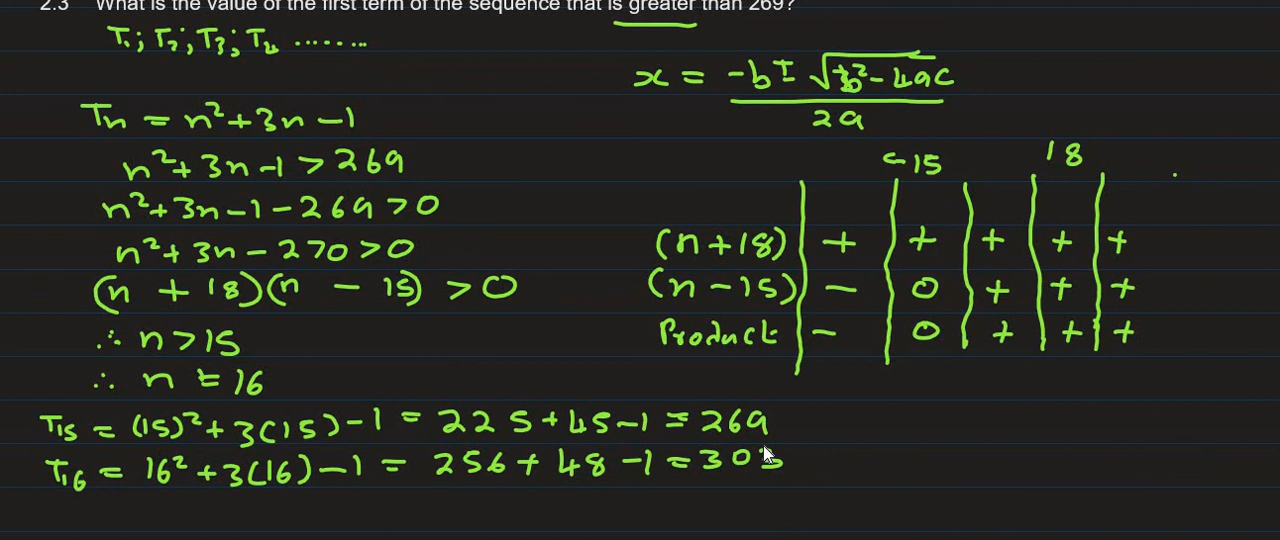 2.3 What is the value of the first term of the sequence that is greater than 269?
T₁; T₂; T₃; T₄ .......
x = -b± √b²-4ac
2a
Tn = n²+3n-1
n²+3n-1>269
n²+3n-1-269>0
n²+3n-270>0
(n + 18)(n - 15) >0
∴ n>15
∴ n = 16
-15 18
(n+18) + + + + +
(n-15) - 0 + + +
Product - 0 + + +
T₁₅ = (15)²+3(15)-1 = 225+45-1=269
T₁₆ = 16²+3(16)-1 = 256+48-1=303